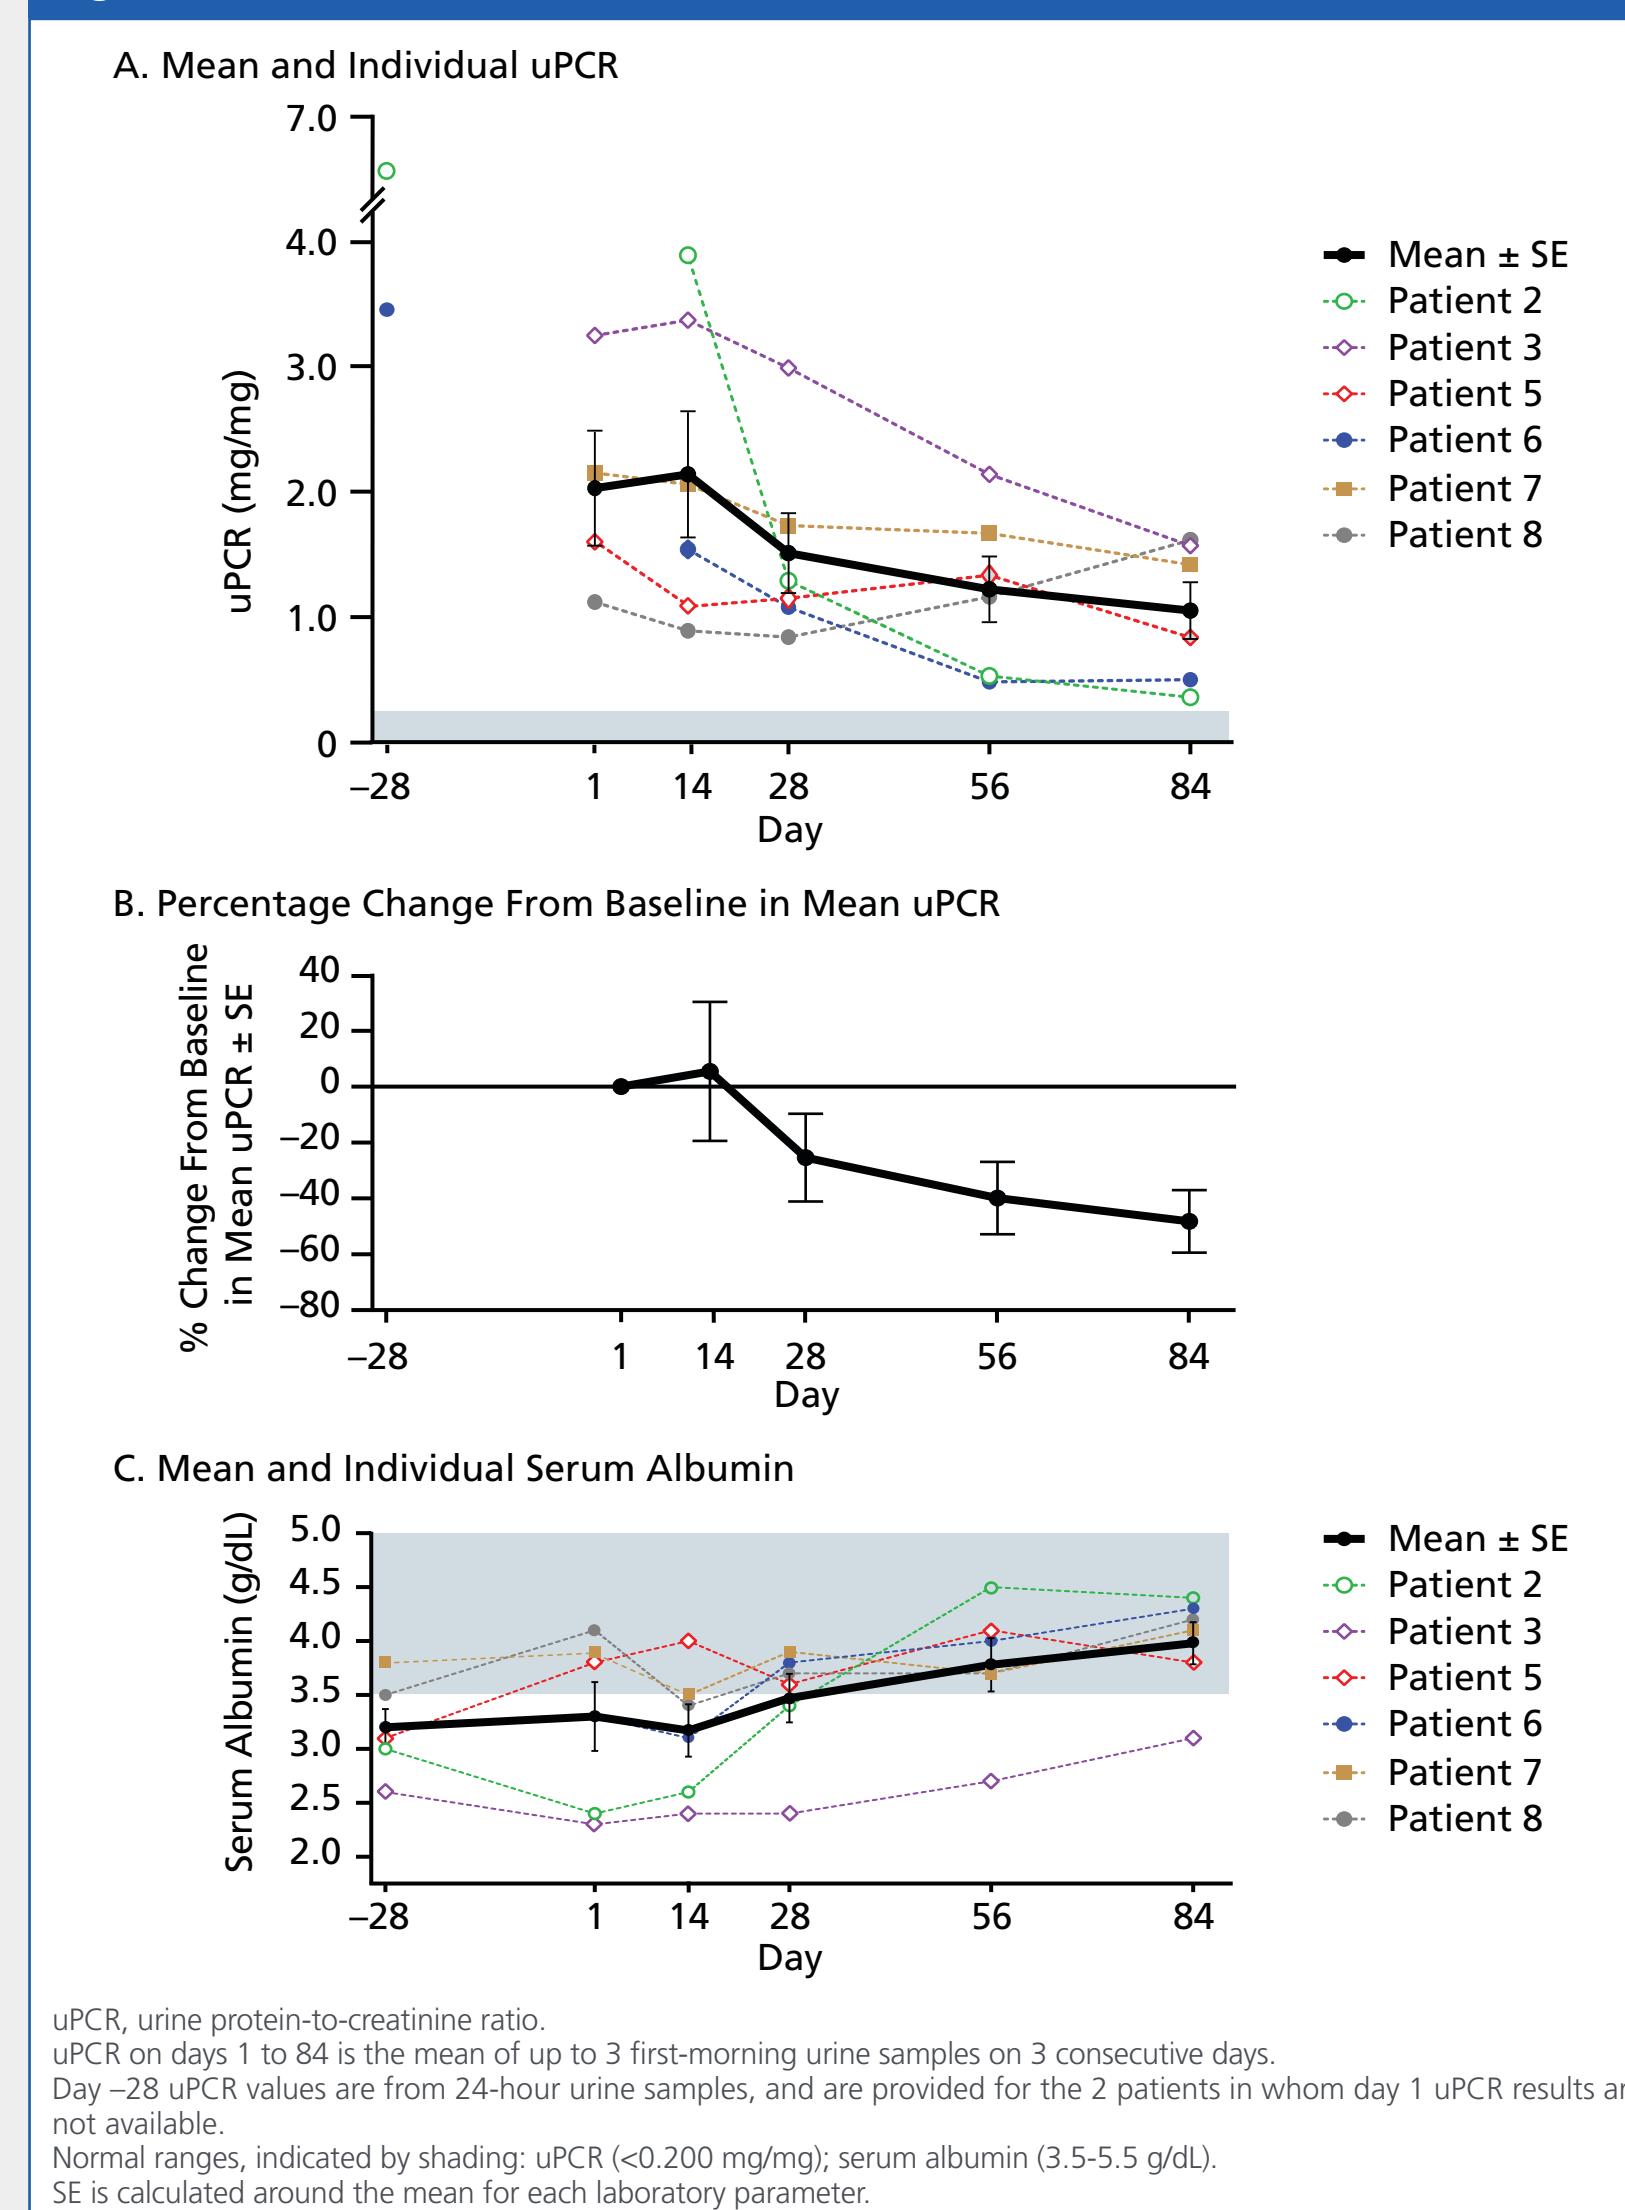 A. Mean and Individual uPCR
7.0
4.0
3.0
2.0
1.0
0
uPCR (mg/mg)
–28 1 14 28 56 84
Day
Mean ± SE
Patient 2
Patient 3
Patient 5
Patient 6
Patient 7
Patient 8
B. Percentage Change From Baseline in Mean uPCR
% Change From Baseline
in Mean uPCR ± SE
40
20
0
–20
–40
–60
–80
–28 1 14 28 56 84
Day
C. Mean and Individual Serum Albumin
Serum Albumin (g/dL)
5.0
4.5
4.0
3.5
3.0
2.5
2.0
–28 1 14 28 56 84
Day
Mean ± SE
Patient 2
Patient 3
Patient 5
Patient 6
Patient 7
Patient 8
uPCR, urine protein-to-creatinine ratio.
uPCR on days 1 to 84 is the mean of up to 3 first-morning urine samples on 3 consecutive days.
Day –28 uPCR values are from 24-hour urine samples, and are provided for the 2 patients in whom day 1 uPCR results
not available.
Normal ranges, indicated by shading: uPCR (<0.200 mg/mg); serum albumin (3.5-5.5 g/dL).
SE is calculated around the mean for each laboratory parameter.